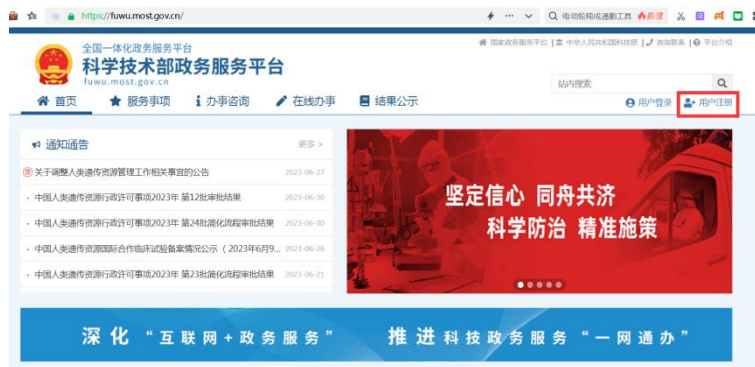 https://fuwu.most.gov.cn/
电动轮椅成通勤工具
全国一体化政务服务平台
科学技术部政务服务平台
fuwu.most.gov.cn
国家政务服务平台 | 中华人民共和国科技部 | 咨询联系 | 平台介绍
站内搜索
首页 服务事项 办事咨询 在线办事 结果公示
用户登录 用户注册
通知通告 更多 >
关于调整人类遗传资源管理工作相关事宜的公告 2023-06-27
· 中国人类遗传资源行政许可事项2023年 第12批审批结果 2023-06-30
· 中国人类遗传资源行政许可事项2023年 第24批简化流程审批结果 2023-06-30
· 中国人类遗传资源国际合作临床试验备案情况公示（2023年6月9... 2023-06-26
· 中国人类遗传资源行政许可事项2023年 第23批简化流程审批结果 2023-06-21
坚定信心 同舟共济
科学防治 精准施策
深化“互联网+政务服务” 推进科技政务服务“一网通办”